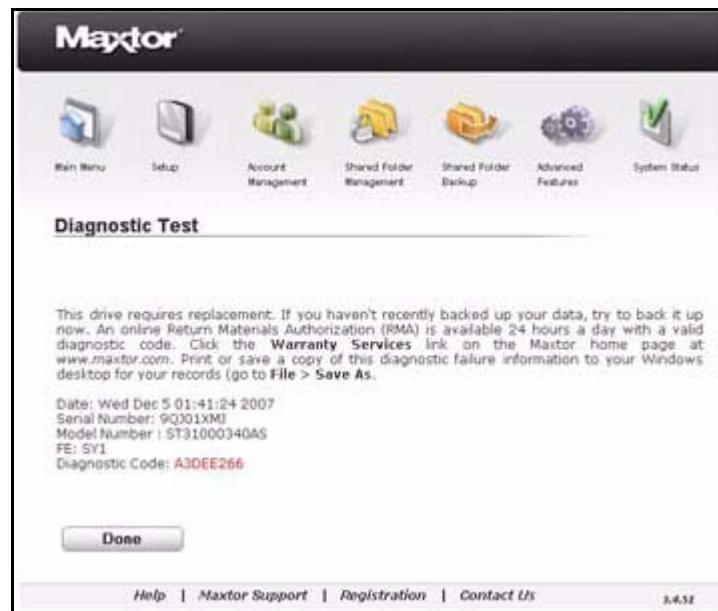 Maxtor
Main Menu
Setup
Account Management
Shared Folder Management
Shared Folder Backup
Advanced Features
System Status
Diagnostic Test
This drive requires replacement. If you haven't recently backed up your data, try to back it up
now. An online Return Materials Authorization (RMA) is available 24 hours a day with a valid
diagnostic code. Click the Warranty Services link on the Maxtor home page at
www.maxtor.com. Print or save a copy of this diagnostic failure information to your Windows
desktop for your records (go to File > Save As.
Date: Wed Dec 5 01:41:24 2007
Serial Number: 9QJ01XMJ
Model Number : ST31000340AS
FE: SY1
Diagnostic Code: A3DEE266
Done
Help | Maxtor Support | Registration | Contact Us